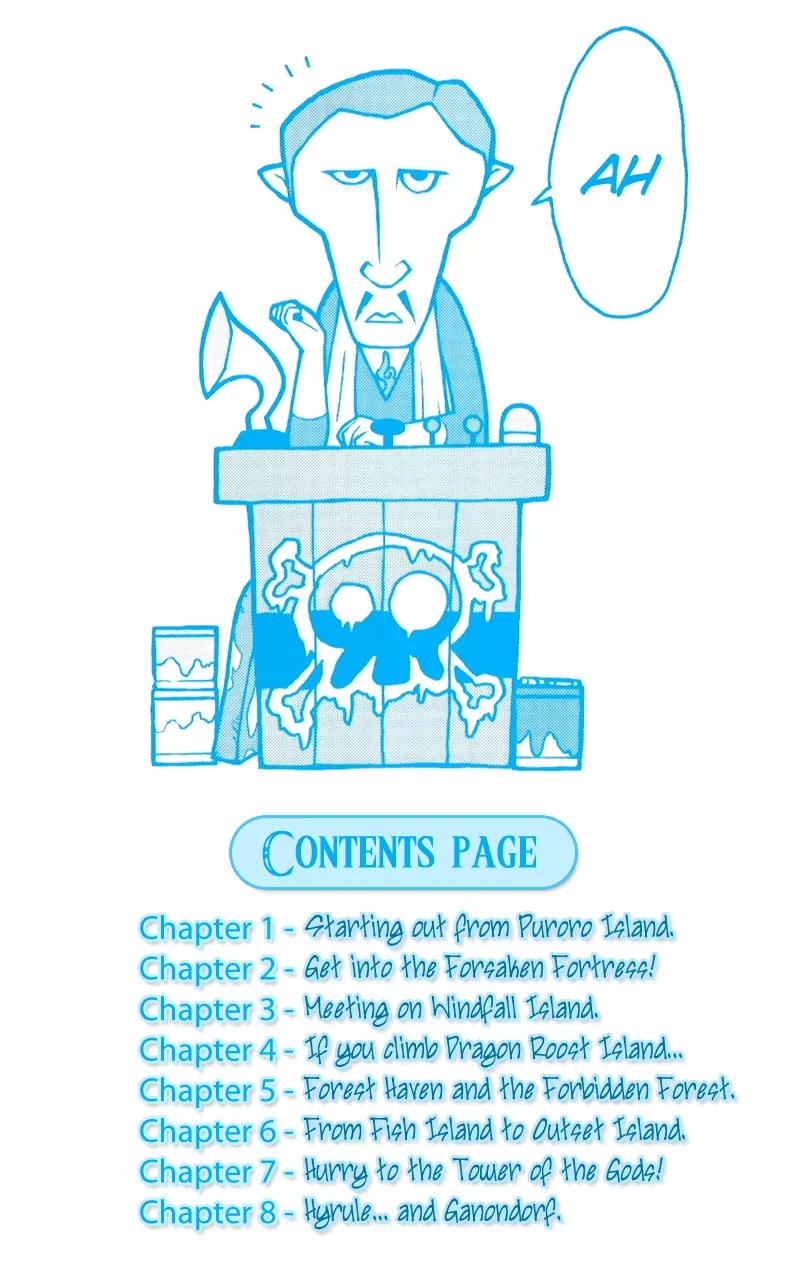 AH
CONTENTS PAGE
Chapter 1 - Starting out from Puroro Island.
Chapter 2 - Get into the Forsaken Fortress!
Chapter 3 - Meeting on Windfall Island.
Chapter 4 - If you climb Dragon Roost Island...
Chapter 5 - Forest Haven and the Forbidden Forest.
Chapter 6 - From Fish Island to Outset Island.
Chapter 7 - Hurry to the Tower of the Gods!
Chapter 8 - Hyrule... and Ganondorf.